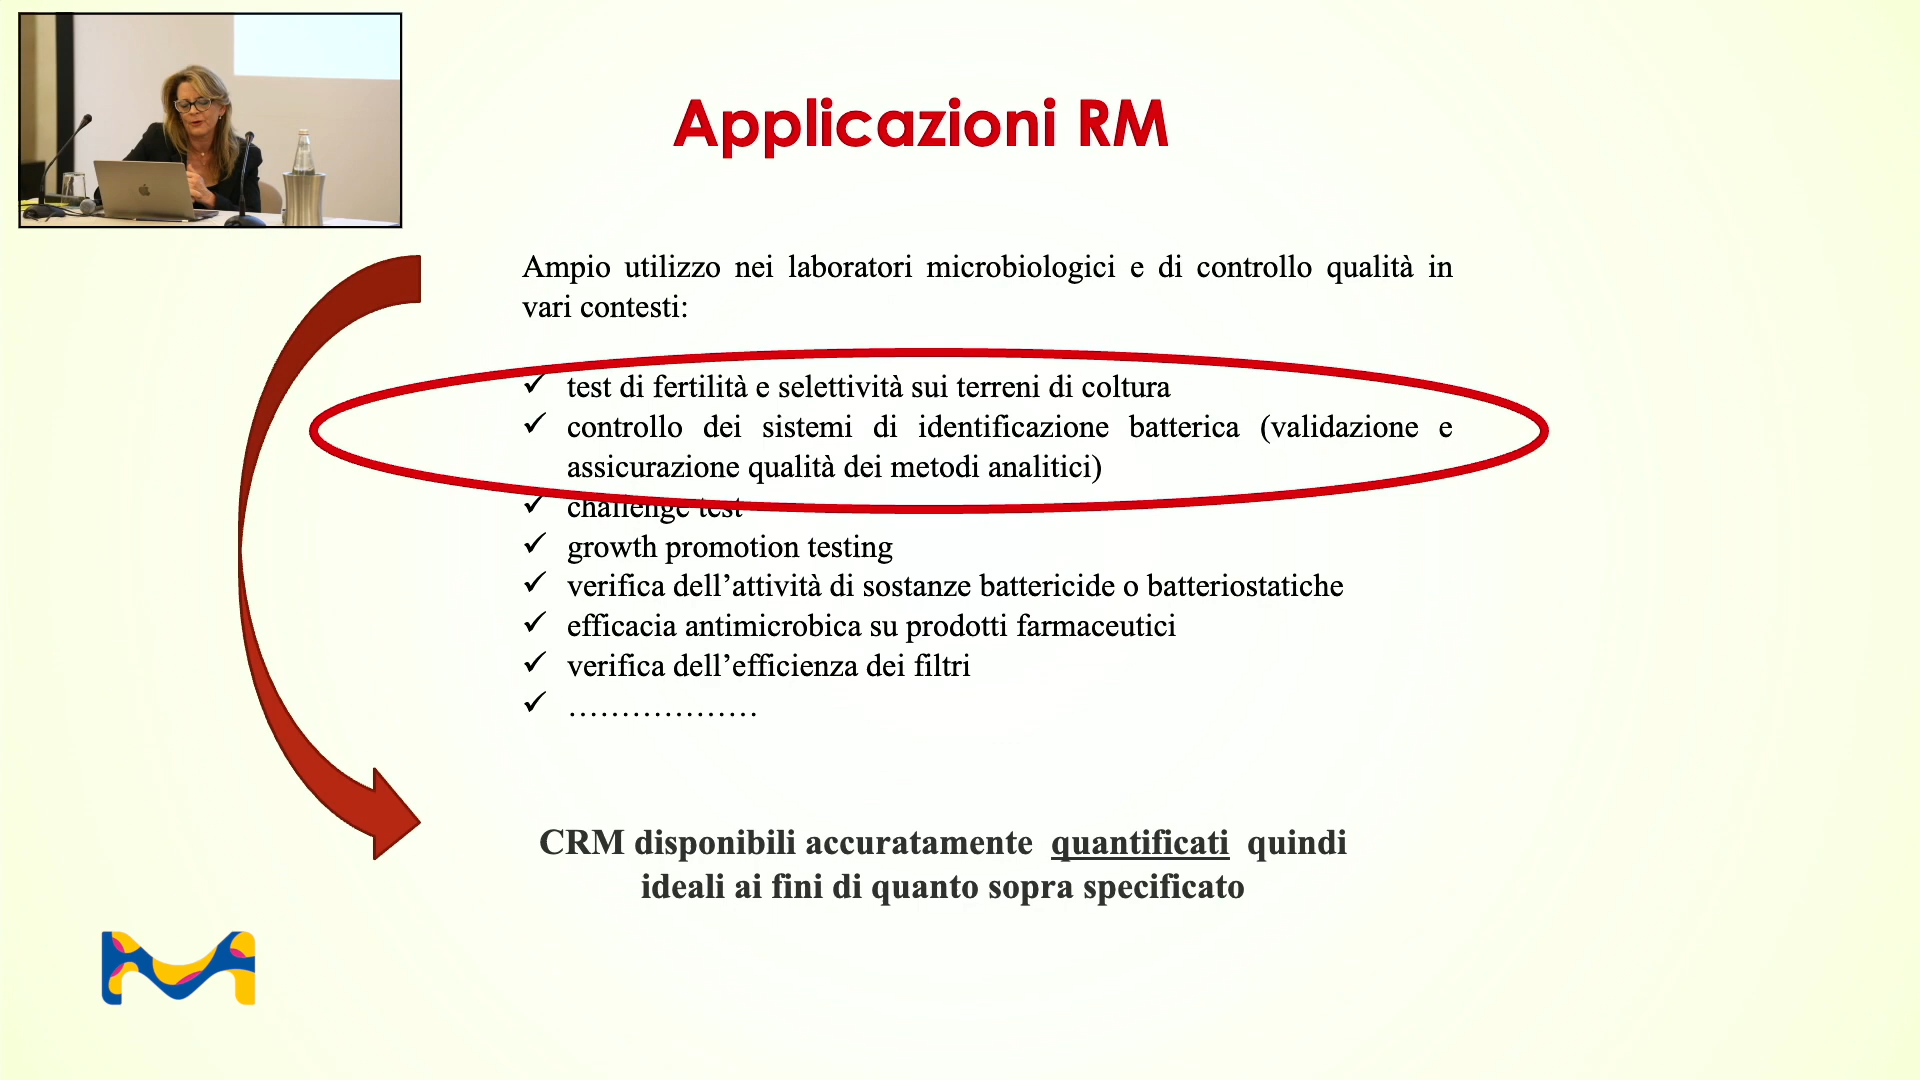 Applicazioni RM
Ampio utilizzo nei laboratori microbiologici e di controllo qualità in
vari contesti:
✓ test di fertilità e selettività sui terreni di coltura
✓ controllo dei sistemi di identificazione batterica (validazione e
assicurazione qualità dei metodi analitici)
✓ challenge test
✓ growth promotion testing
✓ verifica dell’attività di sostanze battericide o batteriostatiche
✓ efficacia antimicrobica su prodotti farmaceutici
✓ verifica dell’efficienza dei filtri
✓ ………………
CRM disponibili accuratamente quantificati quindi
ideali ai fini di quanto sopra specificato